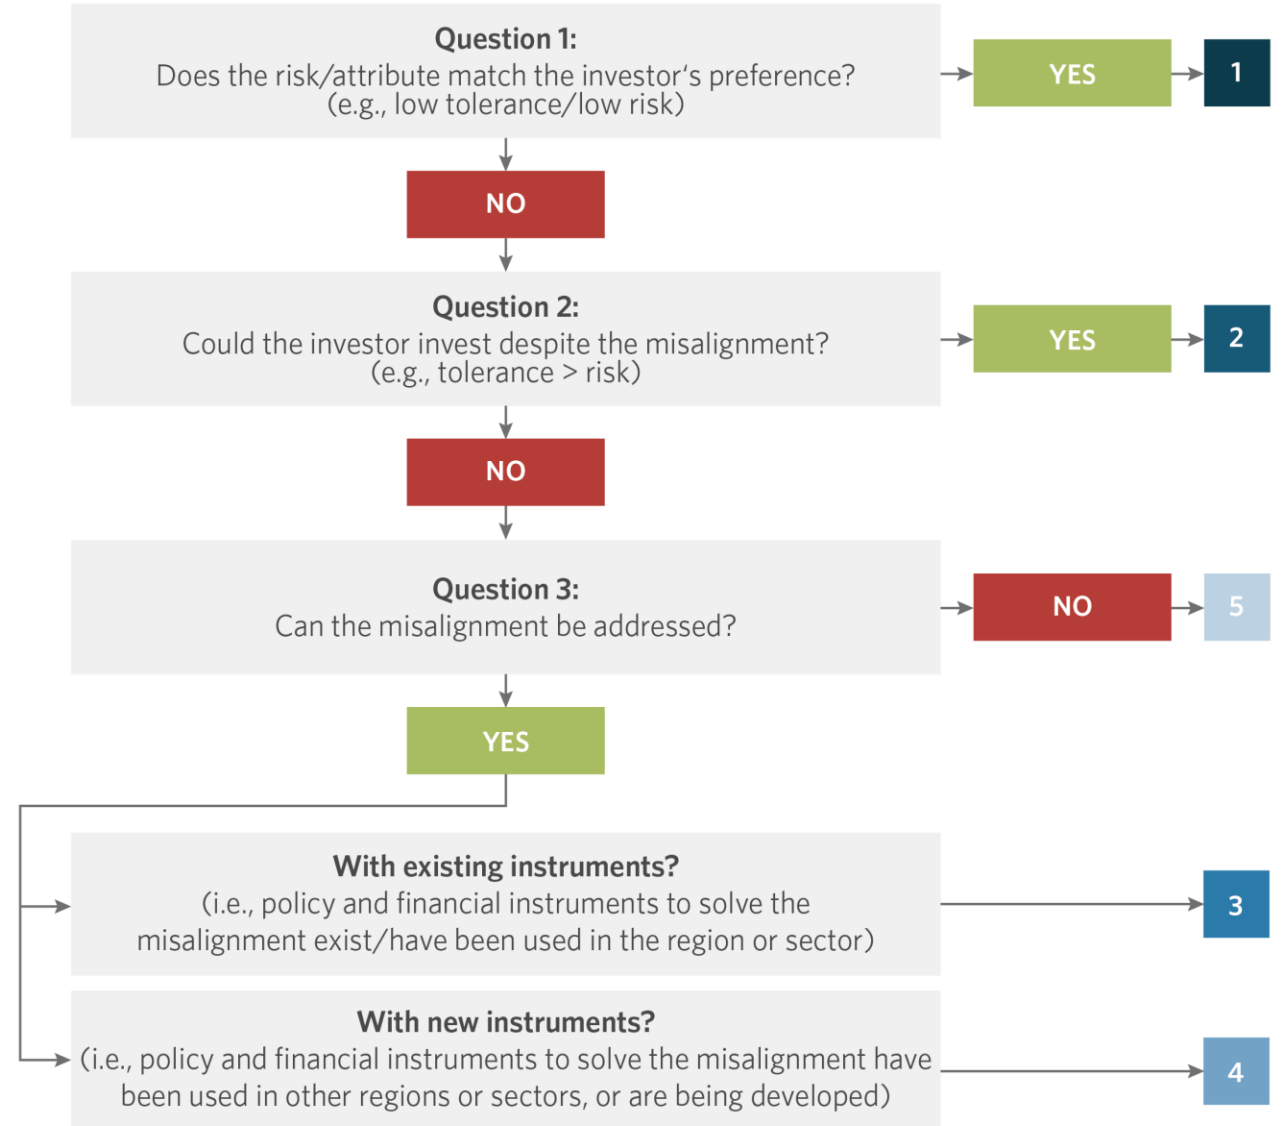 Question 1:
Does the risk/attribute match the investor‘s preference?
(e.g., low tolerance/low risk)
YES
1
NO
Question 2:
Could the investor invest despite the misalignment?
(e.g., tolerance > risk)
YES
2
NO
Question 3:
Can the misalignment be addressed?
NO
5
YES
With existing instruments?
(i.e., policy and financial instruments to solve the
misalignment exist/have been used in the region or sector)
3
With new instruments?
(i.e., policy and financial instruments to solve the misalignment have
been used in other regions or sectors, or are being developed)
4